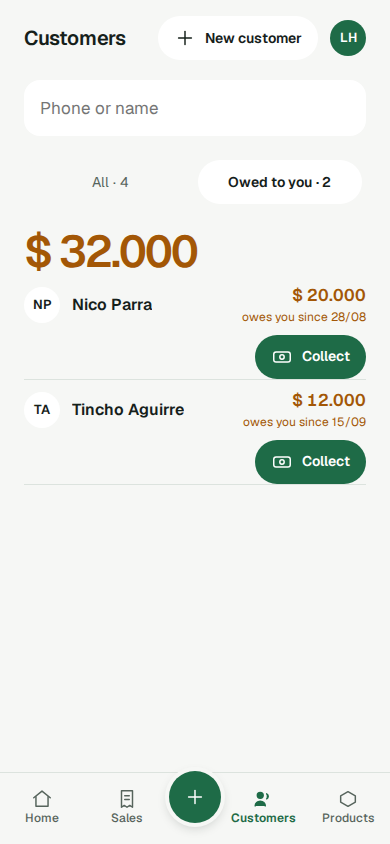 Customers
New customer
LH
Phone or name
All · 4
Owed to you · 2
$ 32.000
NP
Nico Parra
$ 20.000
owes you since 28/08
Collect
TA
Tincho Aguirre
$ 12.000
owes you since 15/09
Collect
Home
Sales
Customers
Products